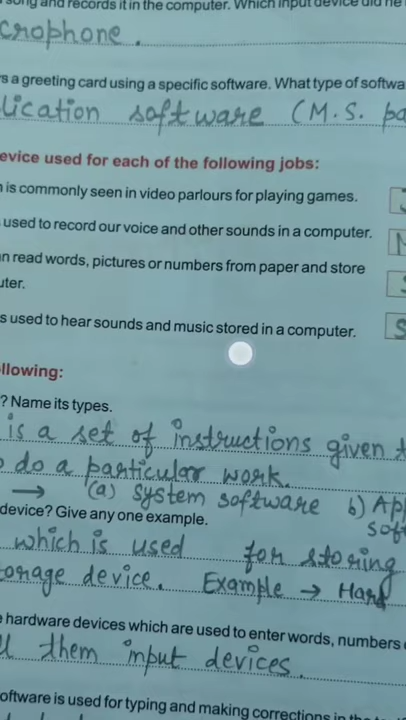 song and records it in the computer. Which input device did he
crophone.
s a greeting card using a specific software. What type of softwa
lication software (M.S. pa
evice used for each of the following jobs:
is commonly seen in video parlours for playing games.
used to record our voice and other sounds in a computer.
n read words, pictures or numbers from paper and store
uter.
s used to hear sounds and music stored in a computer.
S
llowing:
? Name its types.
is a set of instructions given t
do a particular work.
→ (a) System software b) App
soft
device? Give any one example.
which is used for storing
orage device. Example → Hard
hardware devices which are used to enter words, numbers
ll them input devices.
oftware is used for typing and making corrections in the